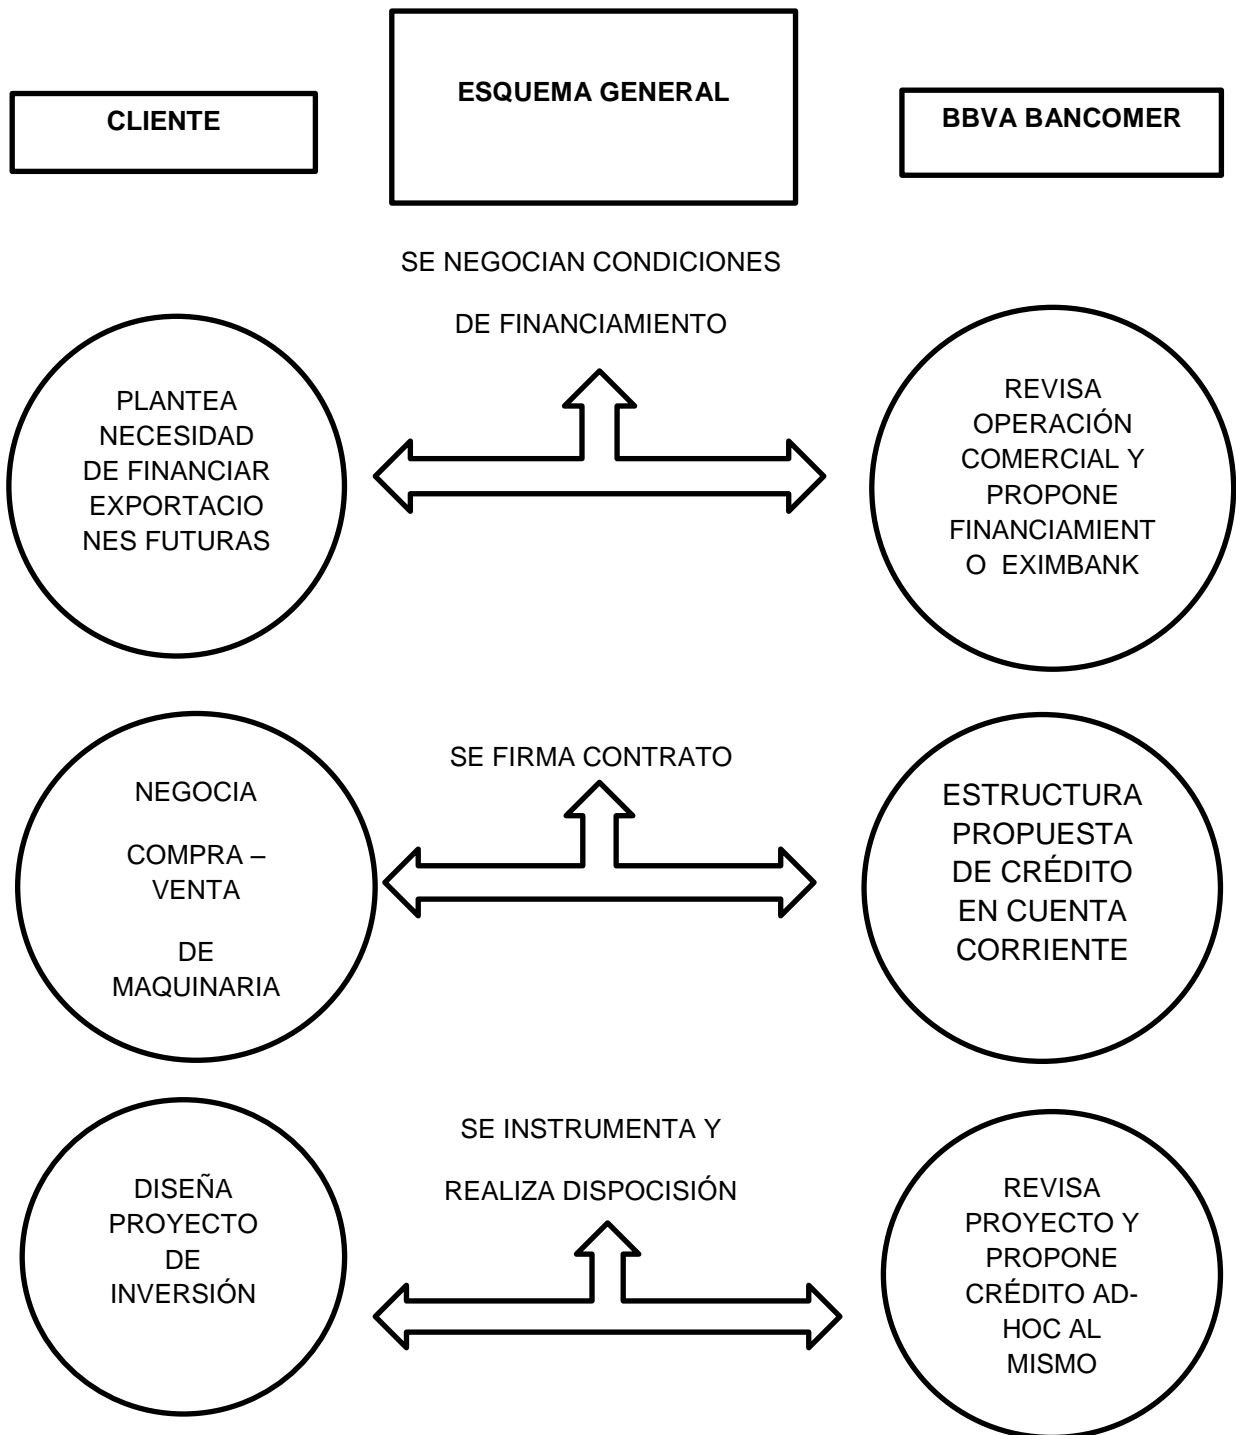 CLIENTE
ESQUEMA GENERAL
BBVA BANCOMER
SE NEGOCIAN CONDICIONES
DE FINANCIAMIENTO
PLANTEA
NECESIDAD
DE FINANCIAR
EXPORTACIO
NES FUTURAS
REVISA
OPERACIÓN
COMERCIAL Y
PROPONE
FINANCIAMIENT
O EXIMBANK
SE FIRMA CONTRATO
NEGOCIA
COMPRA –
VENTA
DE
MAQUINARIA
ESTRUCTURA
PROPUESTA
DE CRÉDITO
EN CUENTA
CORRIENTE
SE INSTRUMENTA Y
REALIZA DISPOCISIÓN
DISEÑA
PROYECTO
DE
INVERSIÓN
REVISA
PROYECTO Y
PROPONE
CRÉDITO AD-
HOC AL
MISMO